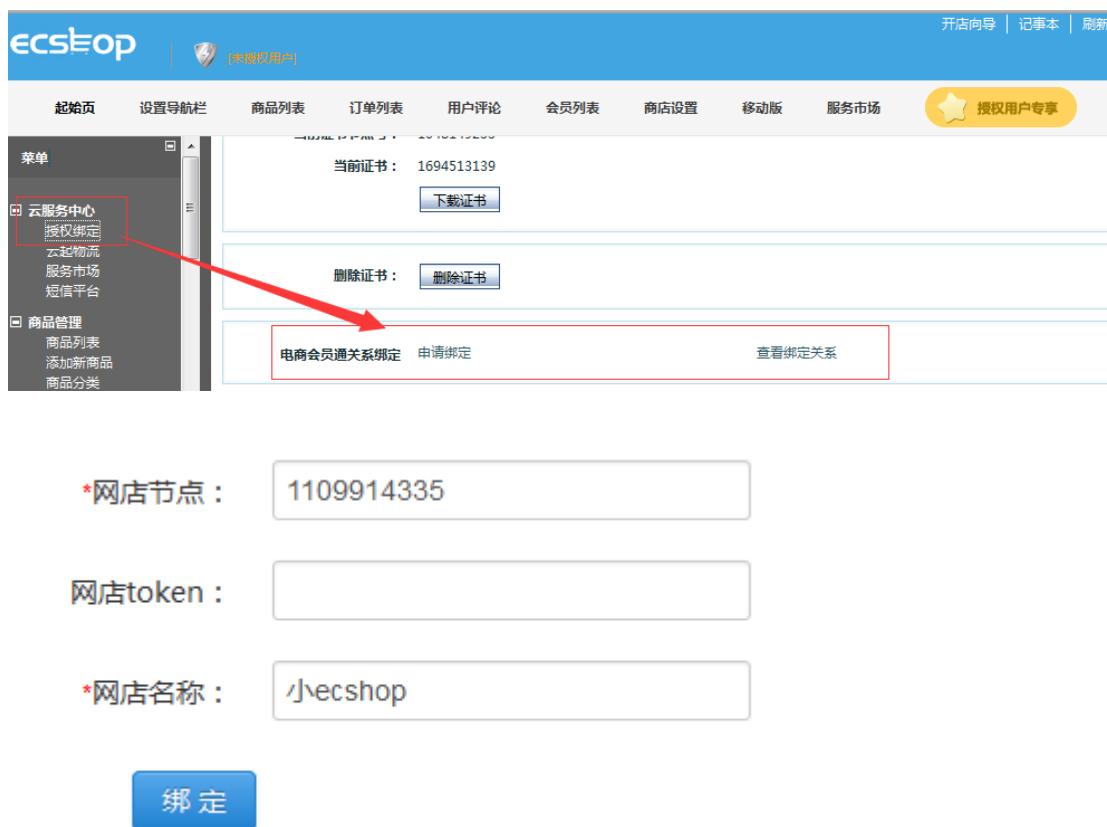 开店向导 | 记事本 | 刷新
ecshop
[未授权用户]
起始页 设置导航栏 商品列表 订单列表 用户评论 会员列表 商店设置 移动版 服务市场 授权用户专享
菜单
云服务中心
授权绑定
云起物流
服务市场
短信平台
商品管理
商品列表
添加新商品
商品分类
当前证书: 1694513139
下载证书
删除证书: 删除证书
电商会员通关系绑定 申请绑定 查看绑定关系
*网店节点: 1109914335
网店token:
*网店名称: 小ecshop
绑 定